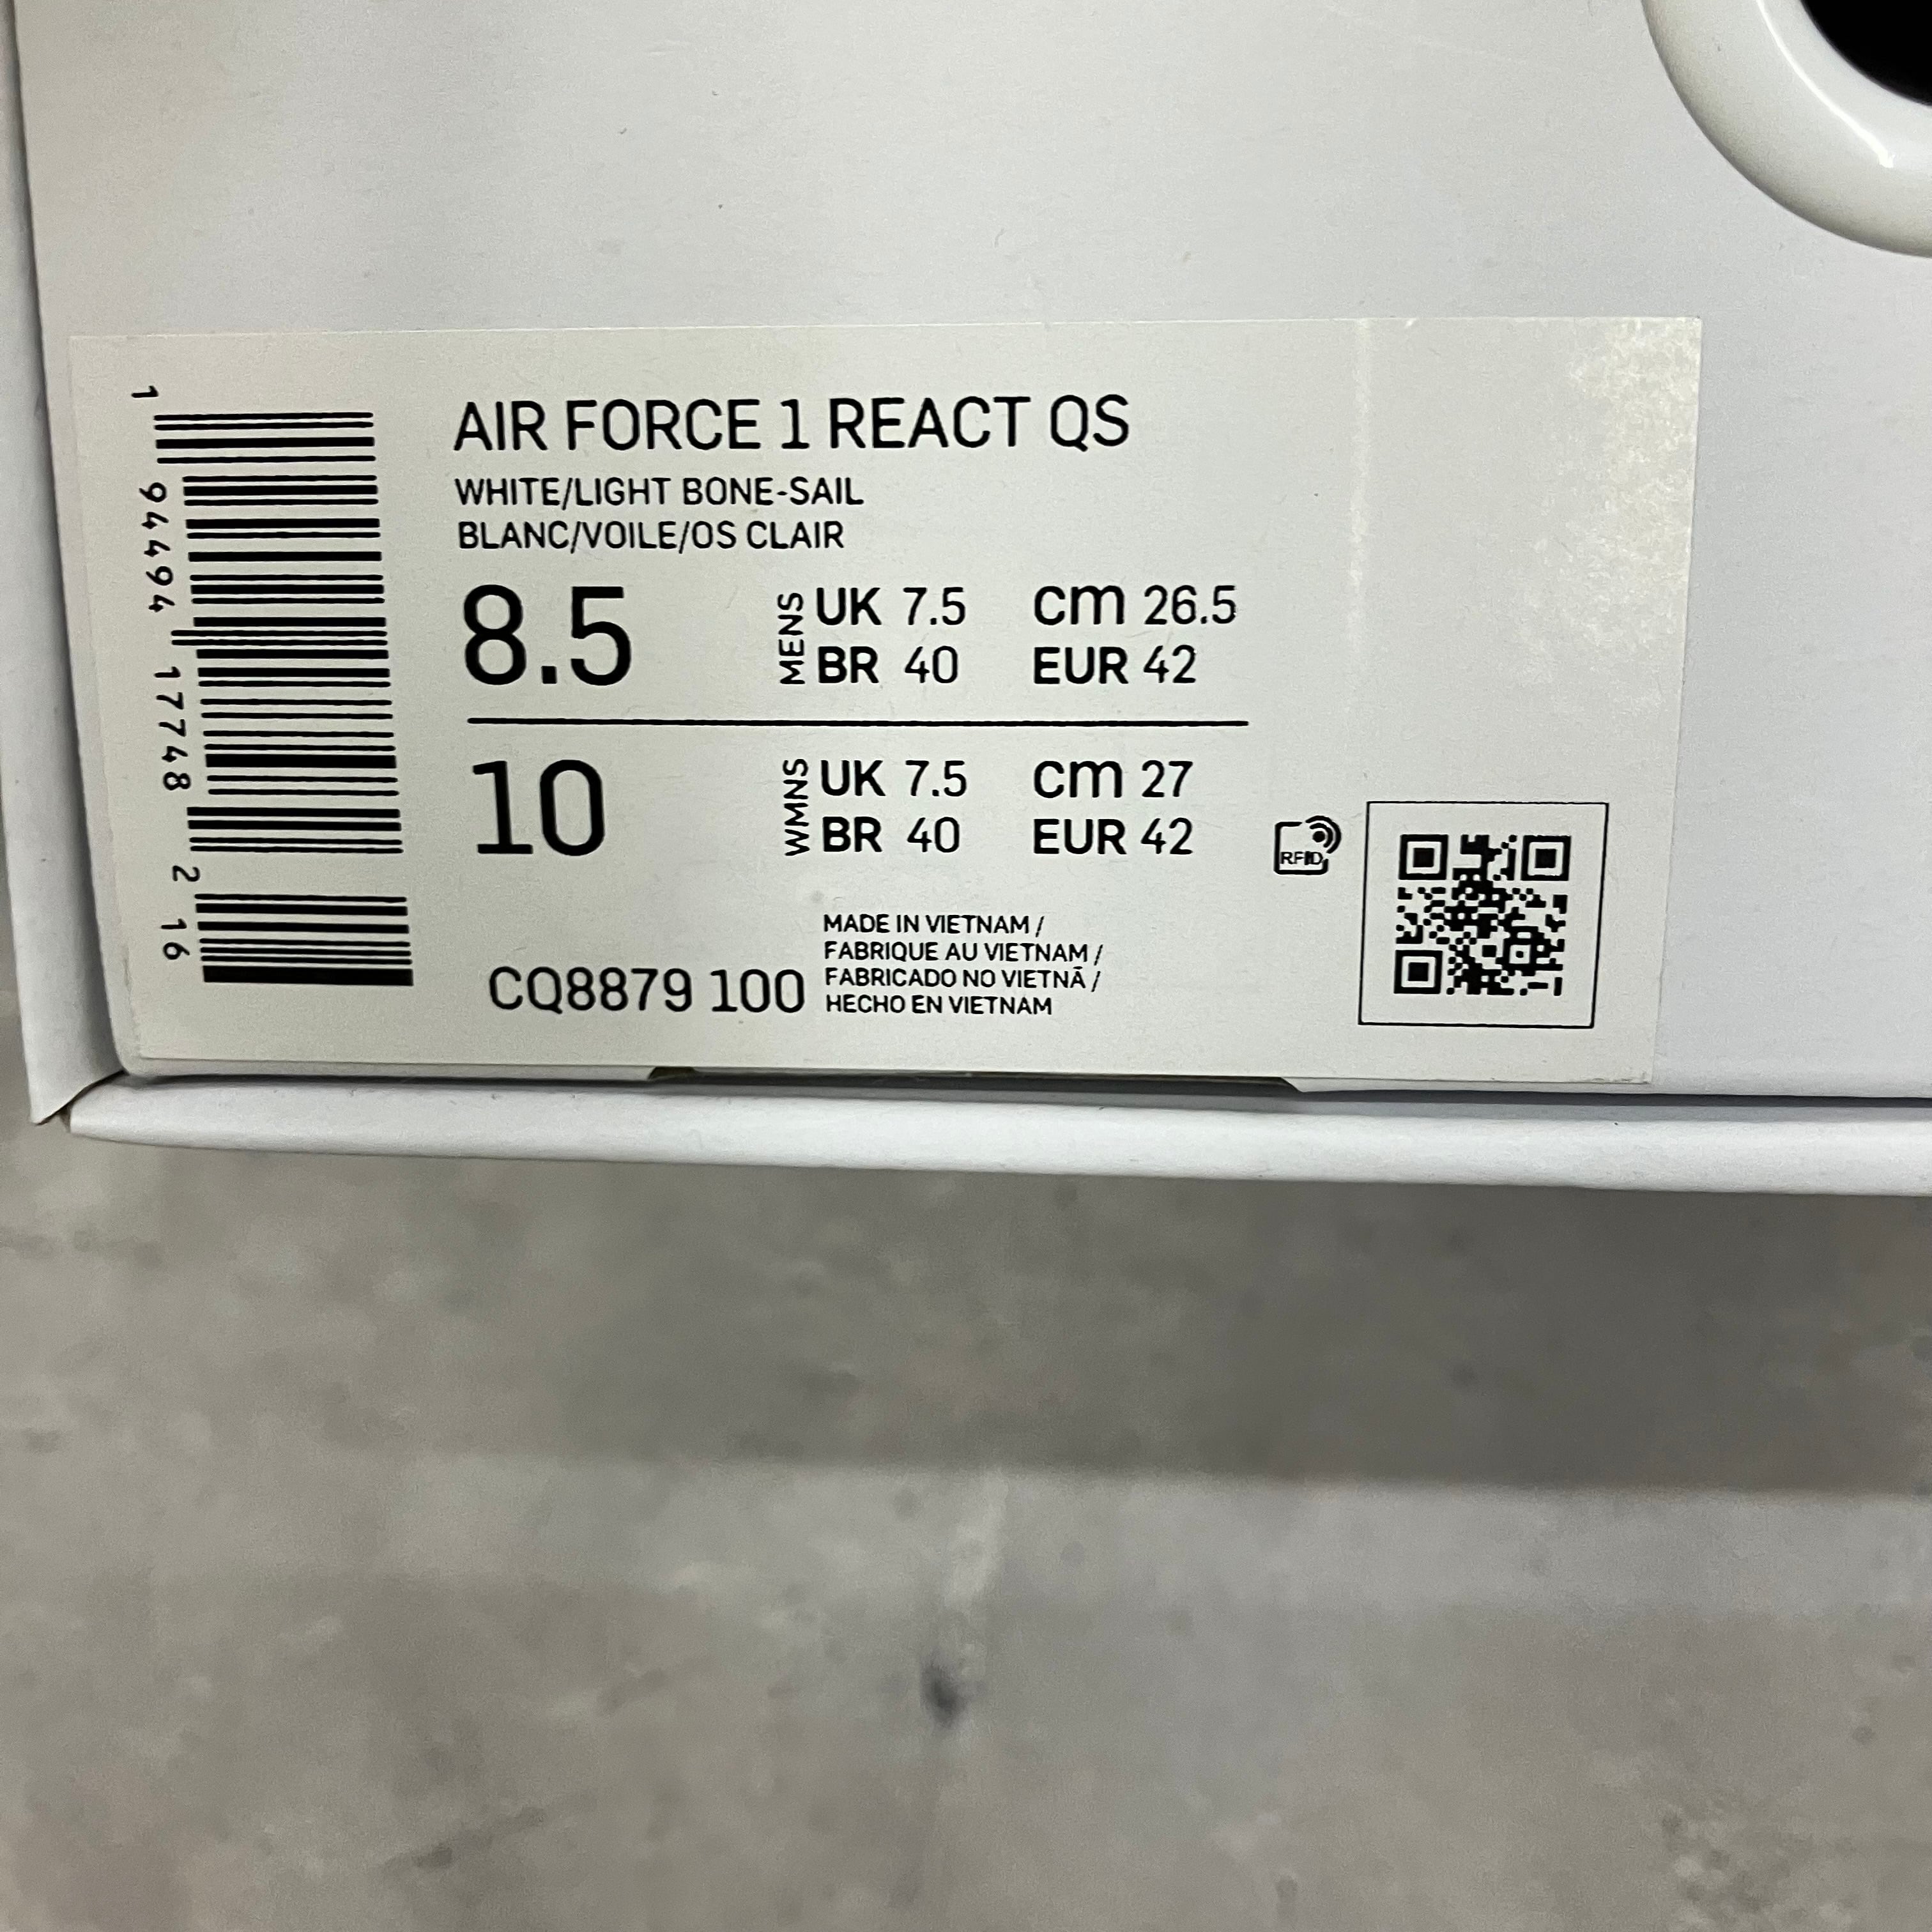 1 94494 17748 2 16
AIR FORCE 1 REACT QS
WHITE/LIGHT BONE-SAIL
BLANC/VOILE/OS CLAIR
8.5 MENS UK 7.5 cm 26.5
BR 40 EUR 42
10 WMNS UK 7.5 cm 27
BR 40 EUR 42
RFID
MADE IN VIETNAM /
FABRIQUE AU VIETNAM /
FABRICADO NO VIETNÃ /
HECHO EN VIETNAM
CQ8879 100